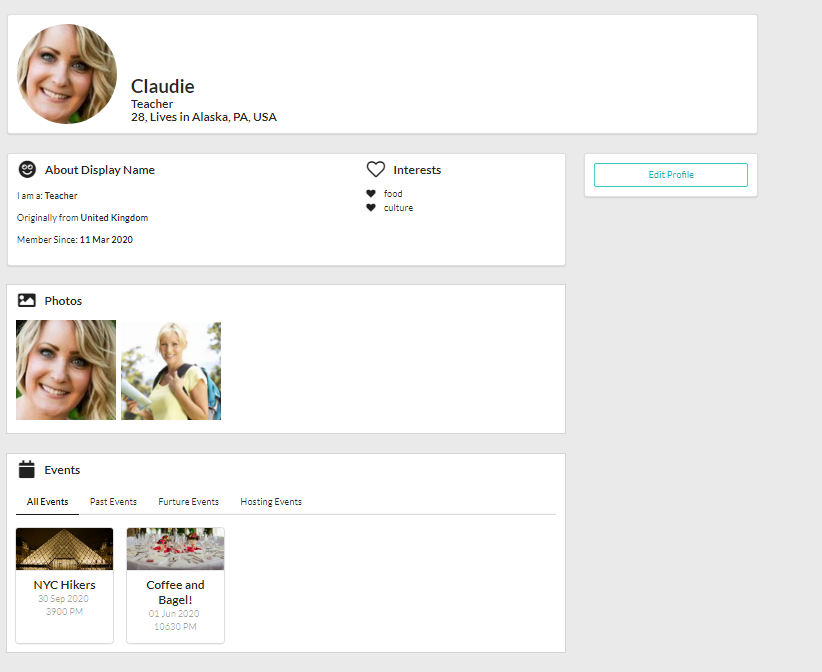 Claudie
Teacher
28, Lives in Alaska, PA, USA
About Display Name
I am a: Teacher
Originally from United Kingdom
Member Since: 11 Mar 2020
Interests
food
culture
Edit Profile
Photos
Events
All Events Past Events Furture Events Hosting Events
NYC Hikers
30 Sep 2020
3900 PM
Coffee and
Bagel!
01 Jun 2020
10630 PM